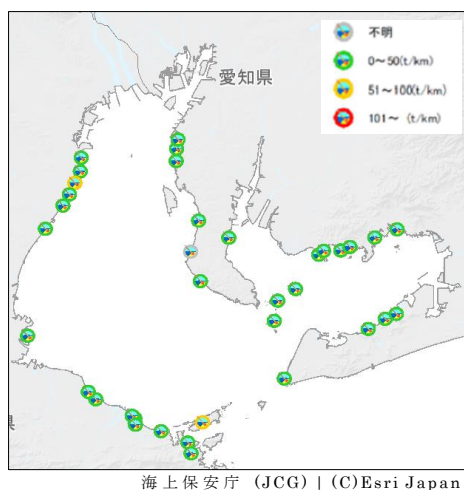 愛知県
不明
0～50(t/km)
51～100(t/km)
101～ (t/km)
県
海上保安庁 (JCG) | (C)Esri Japan